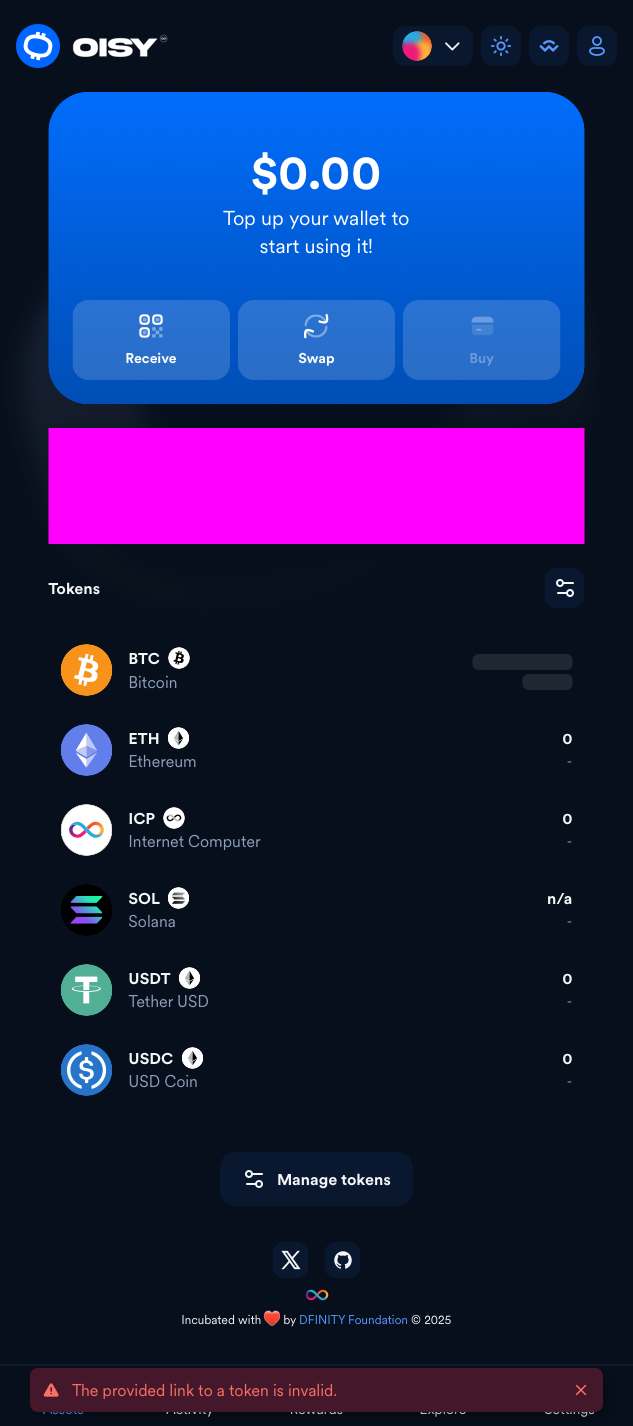 OISY
$0.00
Top up your wallet to
start using it!
Receive
Swap
Buy
Tokens
BTC
Bitcoin
ETH
0
Ethereum
-
ICP
0
Internet Computer
-
SOL
n/a
Solana
-
USDT
0
Tether USD
-
USDC
0
USD Coin
-
Manage tokens
Incubated with ❤️ by DFINITY Foundation © 2025
The provided link to a token is invalid.
Assets Activity Rewards Explore Settings